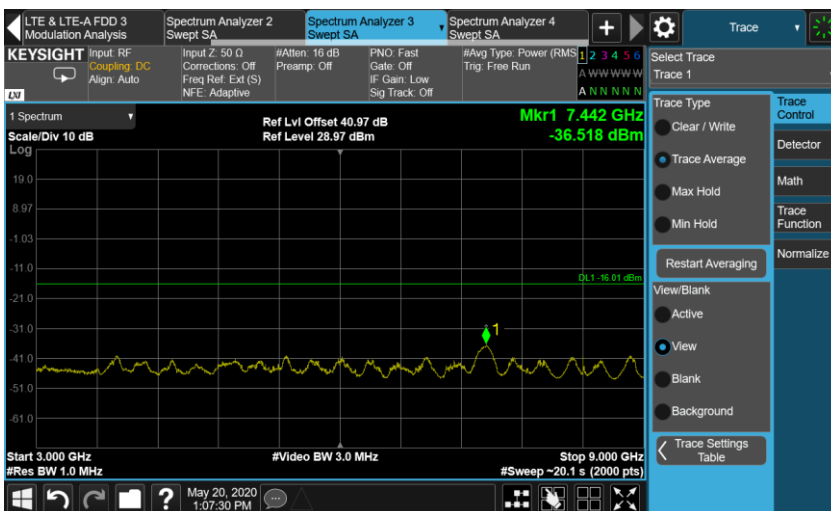 LTE & LTE-A FDD 3
Modulation Analysis
Spectrum Analyzer 2
Swept SA
Spectrum Analyzer 3
Swept SA
Spectrum Analyzer 4
Swept SA
+
Trace
KEYSIGHT
LXI
Input: RF
Coupling: DC
Align: Auto
Input Z: 50 Ω
Corrections: Off
Freq Ref: Ext (S)
NFE: Adaptive
#Atten: 16 dB
Preamp: Off
PNO: Fast
Gate: Off
IF Gain: Low
Sig Track: Off
#Avg Type: Power (RMS
Trig: Free Run
1 2 3 4 5 6
A W W W W W
A N N N N N
Select Trace
Trace 1
1 Spectrum
Scale/Div 10 dB
Log
Ref Lvl Offset 40.97 dB
Ref Level 28.97 dBm
Mkr1 7.442 GHz
-36.518 dBm
19.0
8.97
-1.03
-11.0
-21.0
-31.0
-41.0
-51.0
-61.0
DL1 -16.01 dBm
1
Start 3.000 GHz
#Res BW 1.0 MHz
#Video BW 3.0 MHz
Stop 9.000 GHz
#Sweep ~20.1 s (2000 pts)
Trace Type
Clear / Write
Trace Average
Max Hold
Min Hold
Restart Averaging
View/Blank
Active
View
Blank
Background
Trace Settings
Table
Trace
Control
Detector
Math
Trace
Function
Normalize
?
May 20, 2020
1:07:30 PM